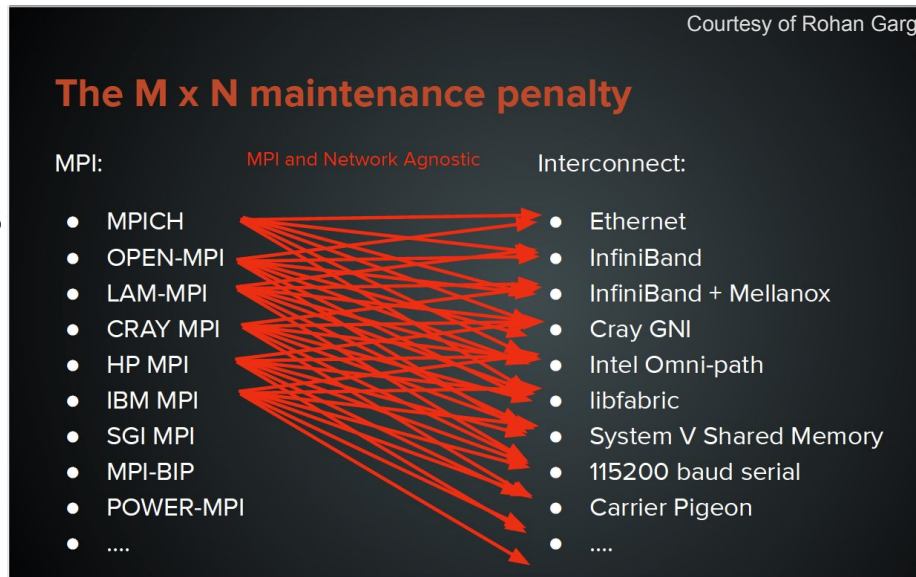 Courtesy of Rohan Garg
The M x N maintenance penalty
MPI:
MPI and Network Agnostic
Interconnect:
● MPICH
● OPEN-MPI
● LAM-MPI
● CRAY MPI
● HP MPI
● IBM MPI
● SGI MPI
● MPI-BIP
● POWER-MPI
● ....
● Ethernet
● InfiniBand
● InfiniBand + Mellanox
● Cray GNI
● Intel Omni-path
● libfabric
● System V Shared Memory
● 115200 baud serial
● Carrier Pigeon
● ....